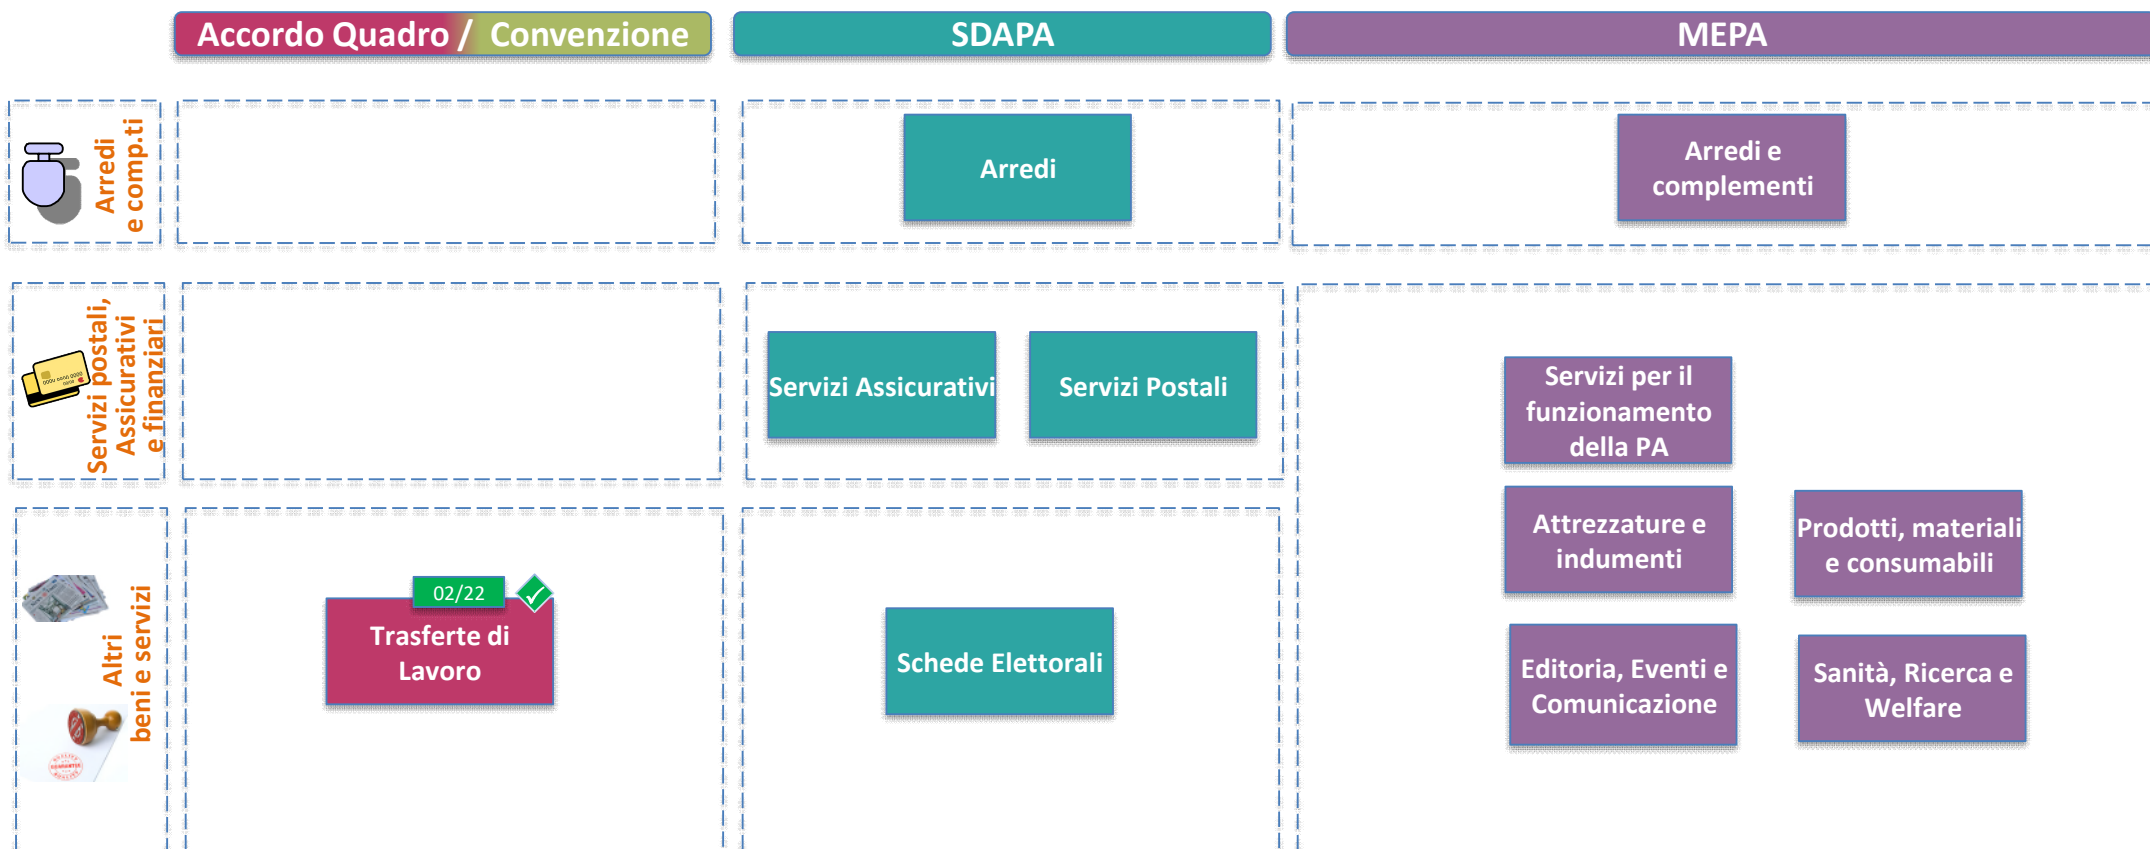 Accordo Quadro / Convenzione
SDAPA
MEPA
Arredi
e comp.ti
Arredi
Arredi e
complementi
Servizi postali,
Assicurativi
e finanziari
Servizi Assicurativi
Servizi Postali
Servizi per il
funzionamento
della PA
Attrezzature e
indumenti
Prodotti, materiali
e consumabili
Altri
beni e servizi
02/22
Trasferte di
Lavoro
Schede Elettorali
Editoria, Eventi e
Comunicazione
Sanità, Ricerca e
Welfare